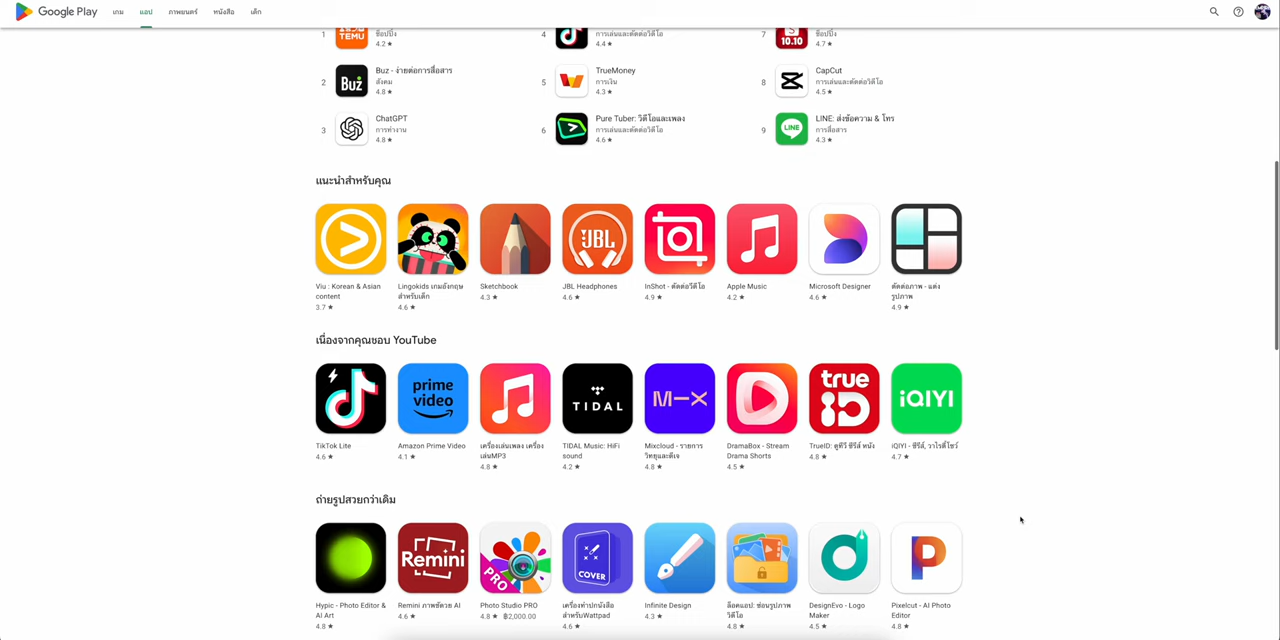 Google Play เกม แอป ภาพยนตร์ หนังสือ เด็ก
1 TEMU ช็อปปิ้ง 4.2 ★
4 การเล่นและตัดต่อวิดีโอ 4.4 ★
7 10.10 ช็อปปิ้ง 4.7 ★
2 Buz Buz - ง่ายต่อการสื่อสาร
สังคม
4.8 ★
5 TrueMoney
การเงิน
4.3 ★
8 CapCut
การเล่นและตัดต่อวิดีโอ
4.5 ★
3 ChatGPT
การทำงาน
4.8 ★
6 Pure Tuber: วิดีโอและเพลง
การเล่นและตัดต่อวิดีโอ
4.6 ★
9 LINE LINE: ส่งข้อความ & โทร
การสื่อสาร
4.3 ★
แนะนำสำหรับคุณ
JBL
Viu : Korean & Asian
content
3.7 ★
Lingokids เกมอังกฤษ
สำหรับเด็ก
4.6 ★
Sketchbook
4.3 ★
JBL Headphones
4.6 ★
InShot - ตัดต่อวิดีโอ
4.9 ★
Apple Music
4.2 ★
Microsoft Designer
4.6 ★
ตัดต่อภาพ - แต่ง
รูปภาพ
4.9 ★
เนื่องจากคุณชอบ YouTube
prime
video
TIDAL
M-X
true
iD
iQIYI
TikTok Lite
4.6 ★
Amazon Prime Video
4.1 ★
เครื่องเล่นเพลง เครื่อง
เล่นMP3
4.8 ★
TIDAL Music: HiFi
sound
4.2 ★
Mixcloud - รายการ
วิทยุและดีเจ
4.8 ★
DramaBox - Stream
Drama Shorts
4.5 ★
TrueID: ดูทีวี ซีรีส์ หนัง
4.8 ★
iQIYI - ซีรีส์, วาไรตี้โชว์
4.7 ★
ถ่ายรูปสวยกว่าเดิม
Remini
PRO
COVER
P
Hypic - Photo Editor &
AI Art
4.8 ★
Remini ภาพชัดวย AI
4.6 ★
Photo Studio PRO
4.8 ★ ฿2,000.00
เครื่องทำปกหนังสือ
สำหรับWattpad
4.6 ★
Infinite Design
4.3 ★
ล็อคแอป: ซ่อนรูปภาพ
วิดีโอ
4.8 ★
DesignEvo - Logo
Maker
4.5 ★
Pixelcut - AI Photo
Editor
4.8 ★